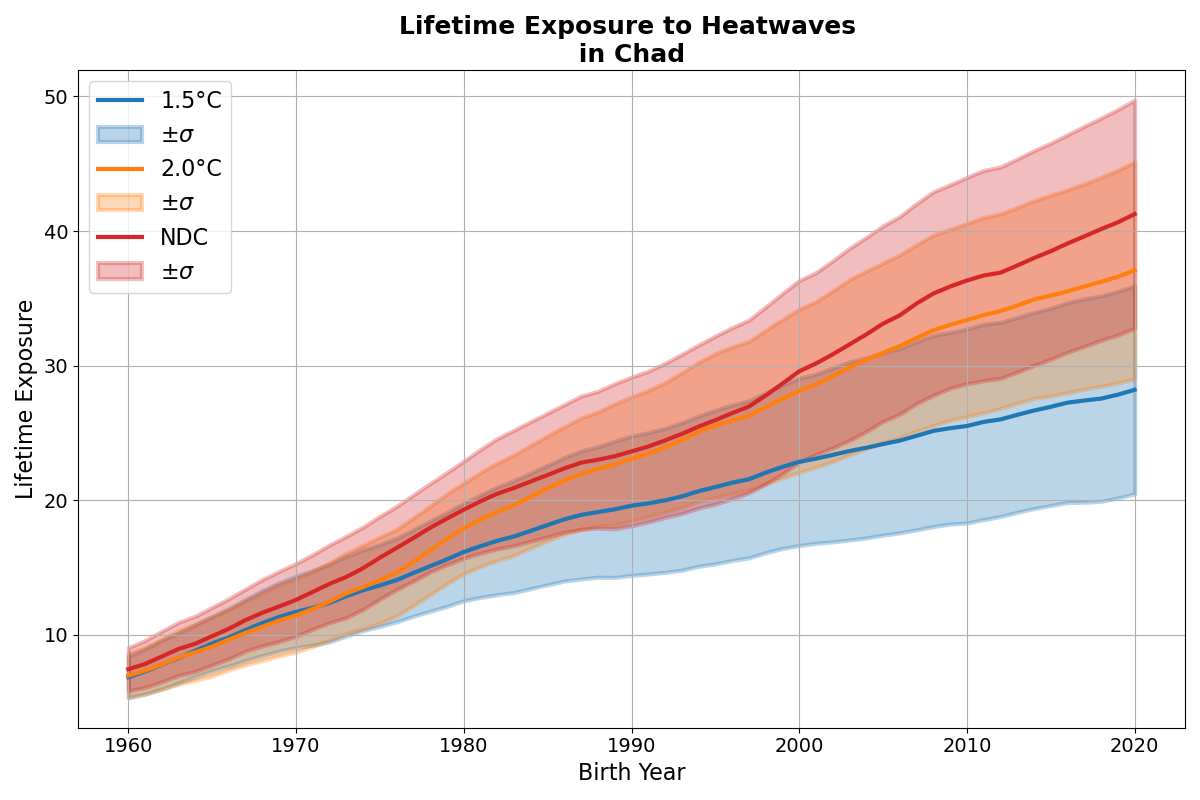 Lifetime Exposure to Heatwaves
in Chad
1.5°C
±σ
2.0°C
±σ
NDC
±σ
Lifetime Exposure
50
40
30
20
10
1960 1970 1980 1990 2000 2010 2020
Birth Year